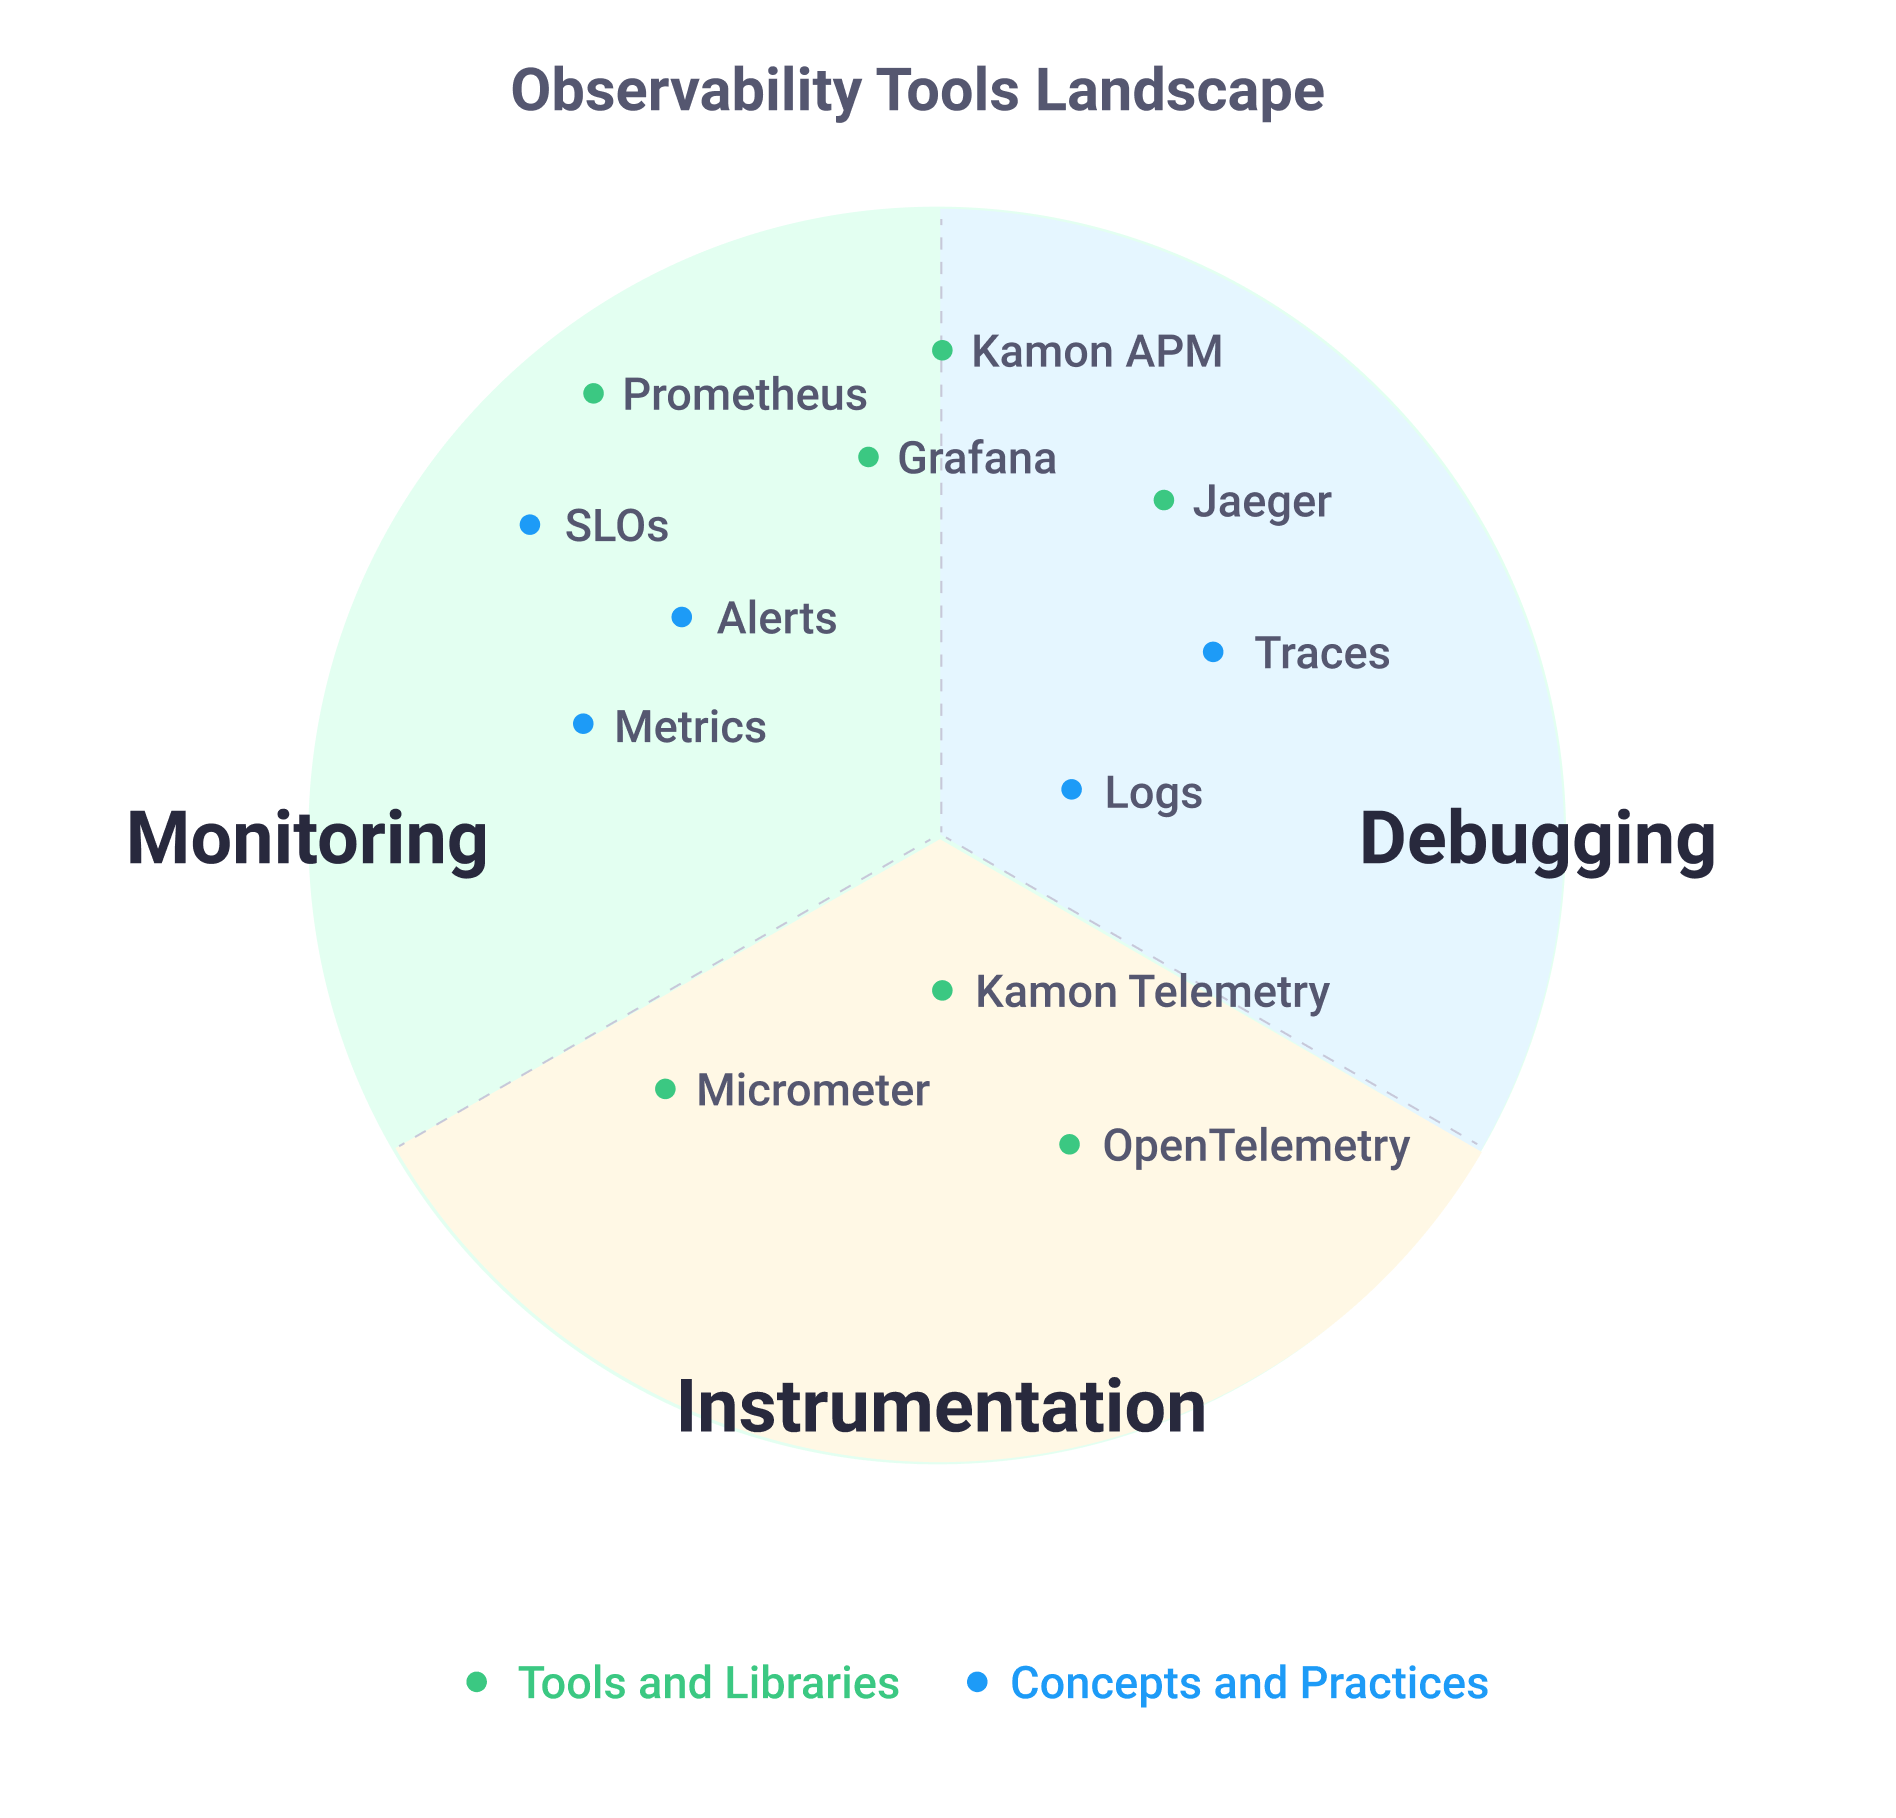 Observability Tools Landscape
Kamon APM
Prometheus
Grafana
Jaeger
SLOs
Alerts
Traces
Metrics
Logs
Monitoring
Debugging
Kamon Telemetry
Micrometer
OpenTelemetry
Instrumentation
Tools and Libraries
Concepts and Practices